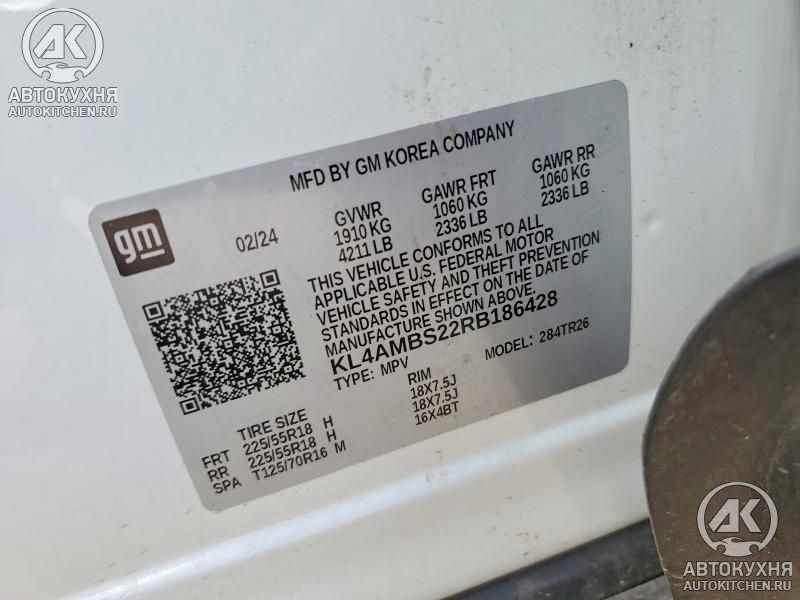 AK
АВТОКУХНЯ
AUTOKITCHEN.RU
MFD BY GM KOREA COMPANY
gm
02/24
GVWR
1910 KG
4211 LB
GAWR FRT
1060 KG
2336 LB
GAWR RR
1060 KG
2336 LB
THIS VEHICLE CONFORMS TO ALL
APPLICABLE U.S. FEDERAL MOTOR
VEHICLE SAFETY AND THEFT PREVENTION
STANDARDS IN EFFECT ON THE DATE OF
MANUFACTURE SHOWN ABOVE.
KL4AMBS22RB186428
TYPE: MPV MODEL: 284TR26
TIRE SIZE RIM
FRT 225/55R18 H 18X7.5J
RR 225/55R18 H 18X7.5J
SPA T125/70R16 M 16X4BT
AK
АВТОКУХНЯ
AUTOKITCHEN.RU